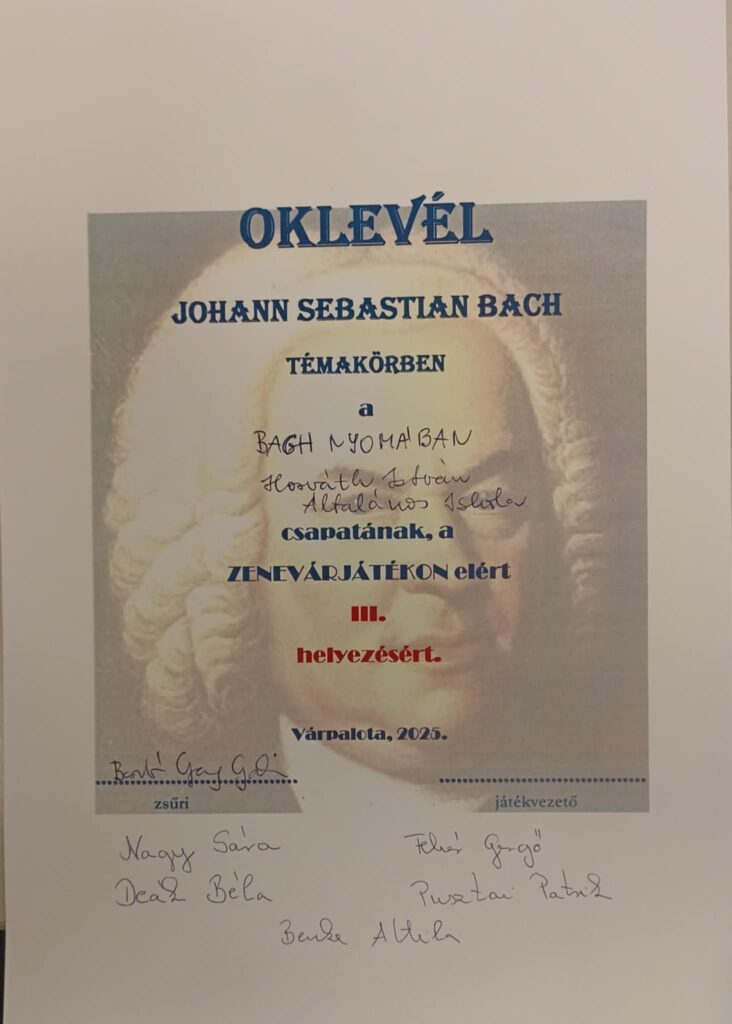 OKLEVÉL
JOHANN SEBASTIAN BACH
TÉMAKÖRBEN
a
BAGH NYOMÁBAN
Horváth István
Általános Iskola
csapatának, a
ZENEVÁRJÁTÉKON elért
III.
helyezésért.
Várpalota, 2025.
zsűri játékvezető
Nagy Sára Fehér Gergő
Deák Béla Pusztai Patrik
Benke Attila